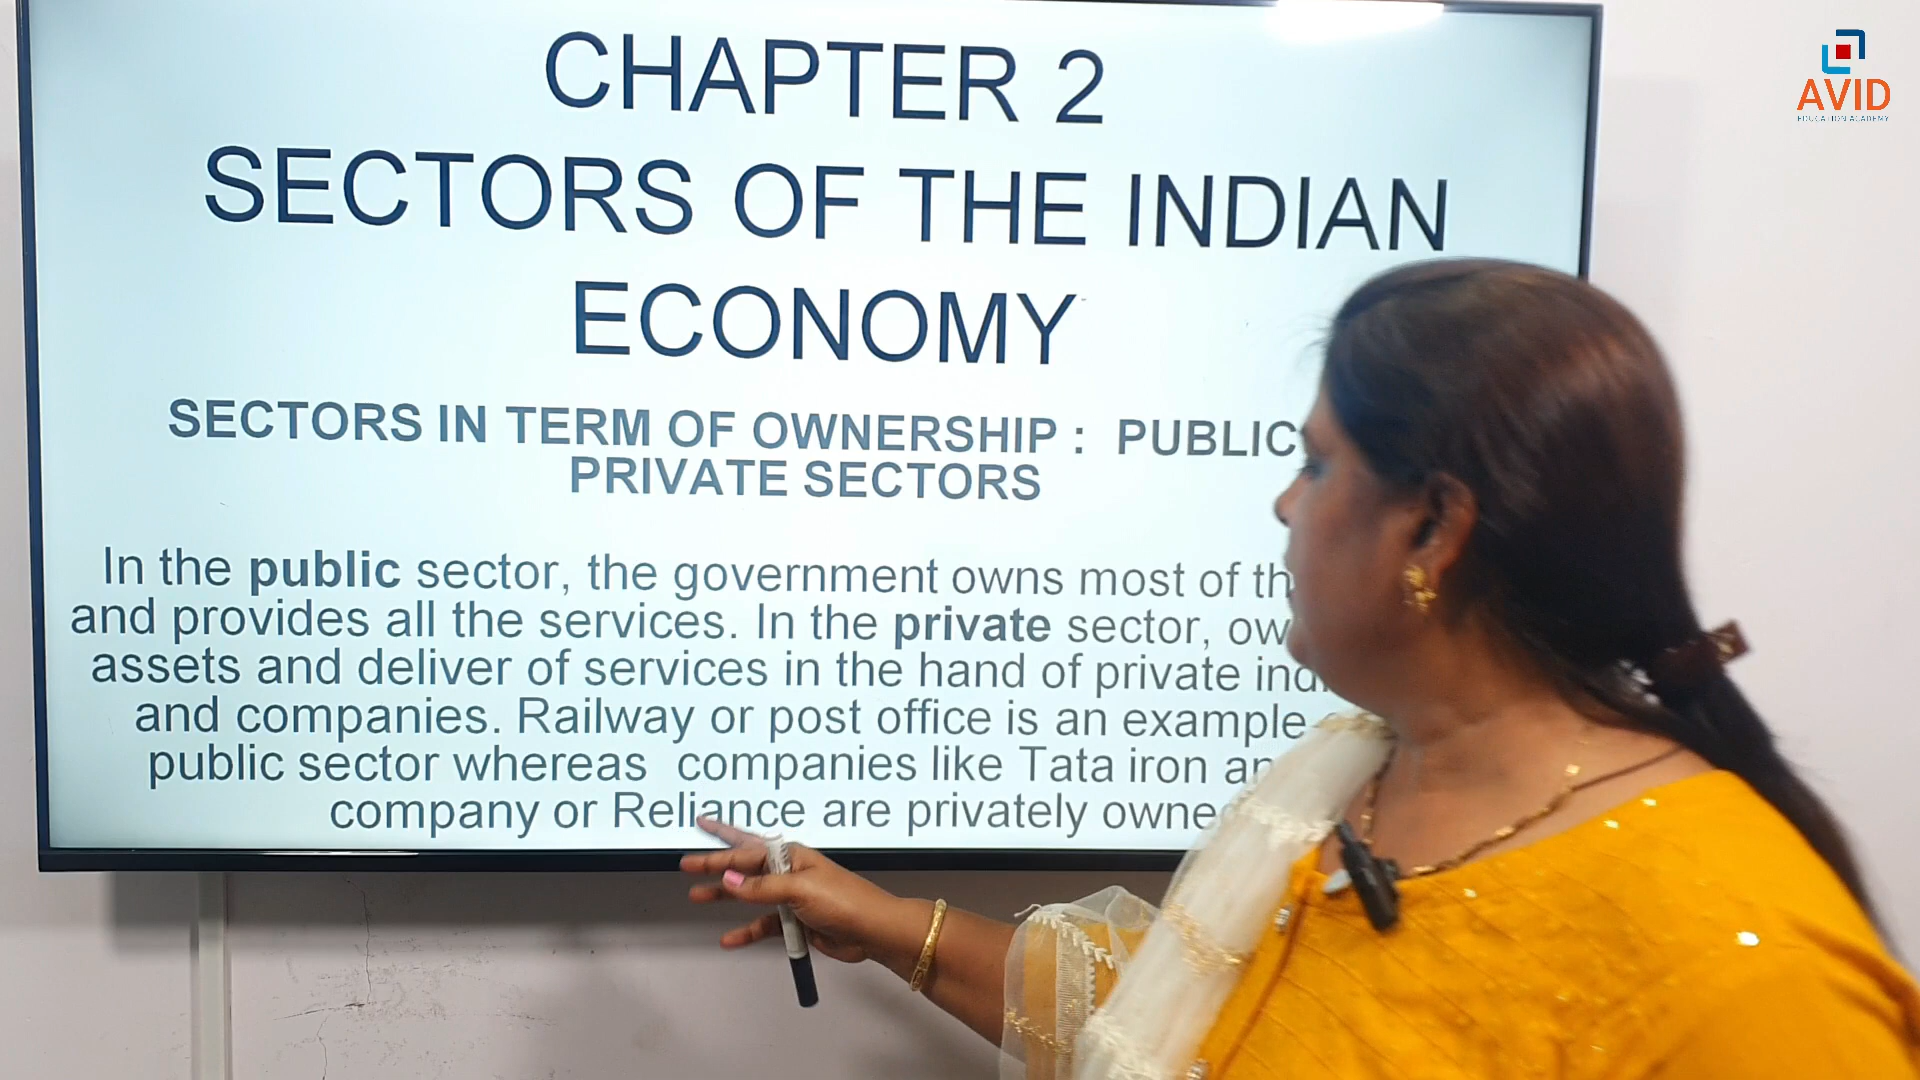 CHAPTER 2
SECTORS OF THE INDIAN
ECONOMY
SECTORS IN TERM OF OWNERSHIP : PUBLIC
PRIVATE SECTORS
In the public sector, the government owns most of
and provides all the services. In the private sector,
assets and deliver of services in the hand of private
and companies. Railway or post office is an example
public sector whereas companies like Tata iron
company or Reliance are privately
AVID
EDUCATION ACADEMY